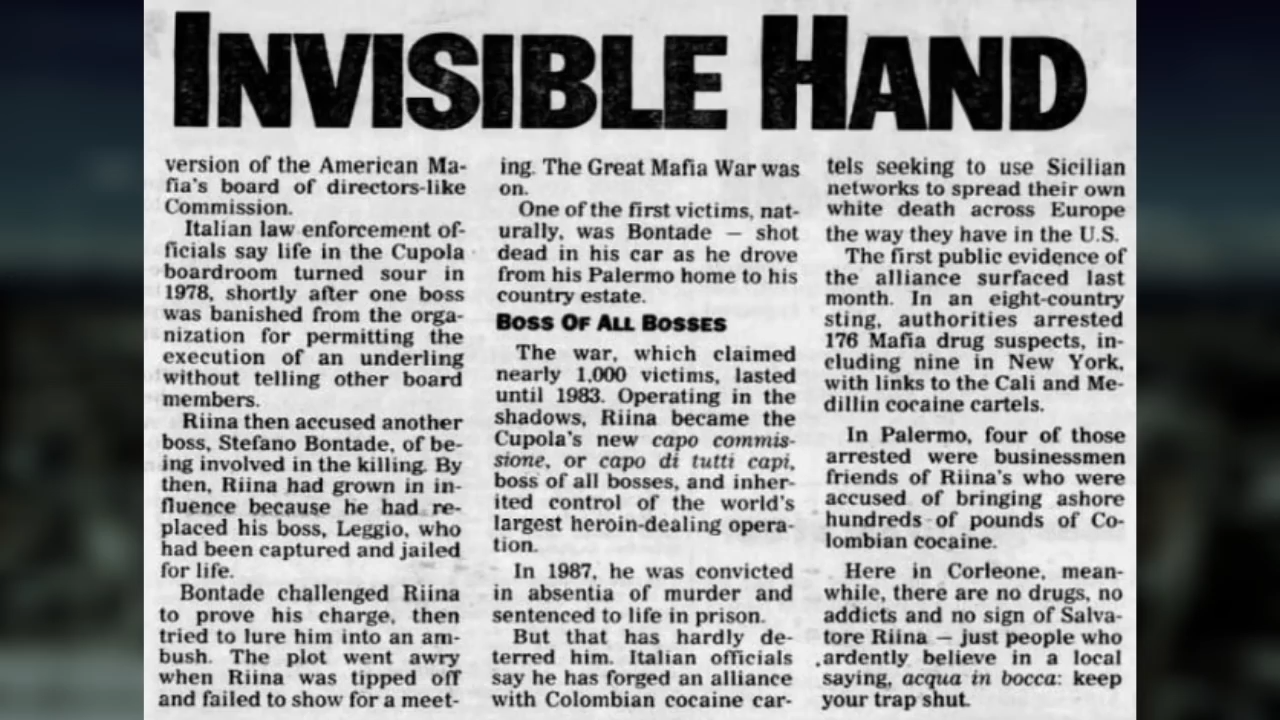 INVISIBLE HAND
version of the American Ma-
fia's board of directors-like
Commission.
Italian law enforcement of-
ficials say life in the Cupola
boardroom turned sour in
1978, shortly after one boss
was banished from the orga-
nization for permitting the
execution of an underling
without telling other board
members.
Riina then accused another
boss, Stefano Bontade, of be-
ing involved in the killing. By
then, Riina had grown in in-
fluence because he had re-
placed his boss, Leggio, who
had been captured and jailed
for life.
Bontade challenged Riina
to prove his charge, then
tried to lure him into an am-
bush. The plot went awry
when Riina was tipped off
and failed to show for a meet-
ing. The Great Mafia War was
on.
One of the first victims, nat-
urally, was Bontade — shot
dead in his car as he drove
from his Palermo home to his
country estate.
BOSS OF ALL BOSSES
The war, which claimed
nearly 1,000 victims, lasted
until 1983. Operating in the
shadows, Riina became the
Cupola's new capo commis-
sione, or capo di tutti capi,
boss of all bosses, and inher-
ited control of the world's
largest heroin-dealing opera-
tion.
In 1987, he was convicted
in absentia of murder and
sentenced to life in prison.
But that has hardly de-
terred him. Italian officials
say he has forged an alliance
with Colombian cocaine car-
tels seeking to use Sicilian
networks to spread their own
white death across Europe
the way they have in the U.S.
The first public evidence of
the alliance surfaced last
month. In an eight-country
sting, authorities arrested
176 Mafia drug suspects, in-
cluding nine in New York,
with links to the Cali and Me-
dillin cocaine cartels.
In Palermo, four of those
arrested were businessmen
friends of Riina's who were
accused of bringing ashore
hundreds of pounds of Co-
lombian cocaine.
Here in Corleone, mean-
while, there are no drugs, no
addicts and no sign of Salva-
tore Riina — just people who
ardently believe in a local
saying, acqua in bocca: keep
your trap shut.